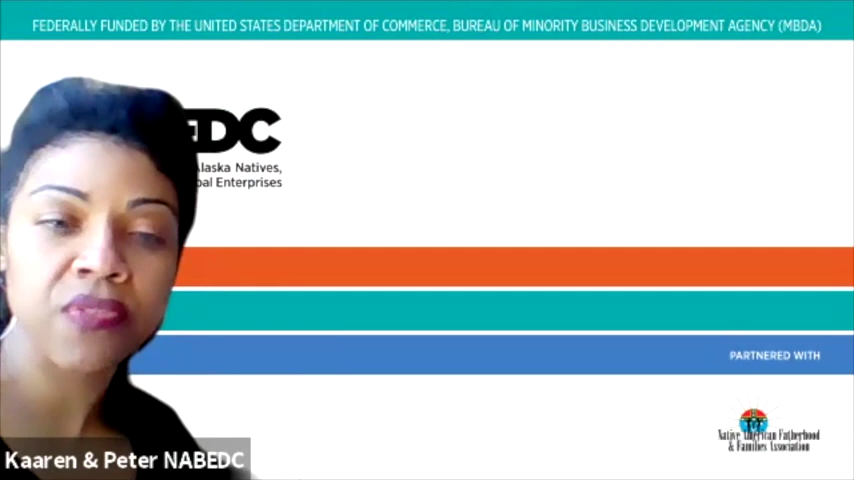 FEDERALLY FUNDED BY THE UNITED STATES DEPARTMENT OF COMMERCE, BUREAU OF MINORITY BUSINESS DEVELOPMENT AGENCY (MBDA)
EDC
Alaska Natives,
bal Enterprises
PARTNERED WITH
Native American Fatherhood
& Families Association
Kaaren & Peter NABEDC